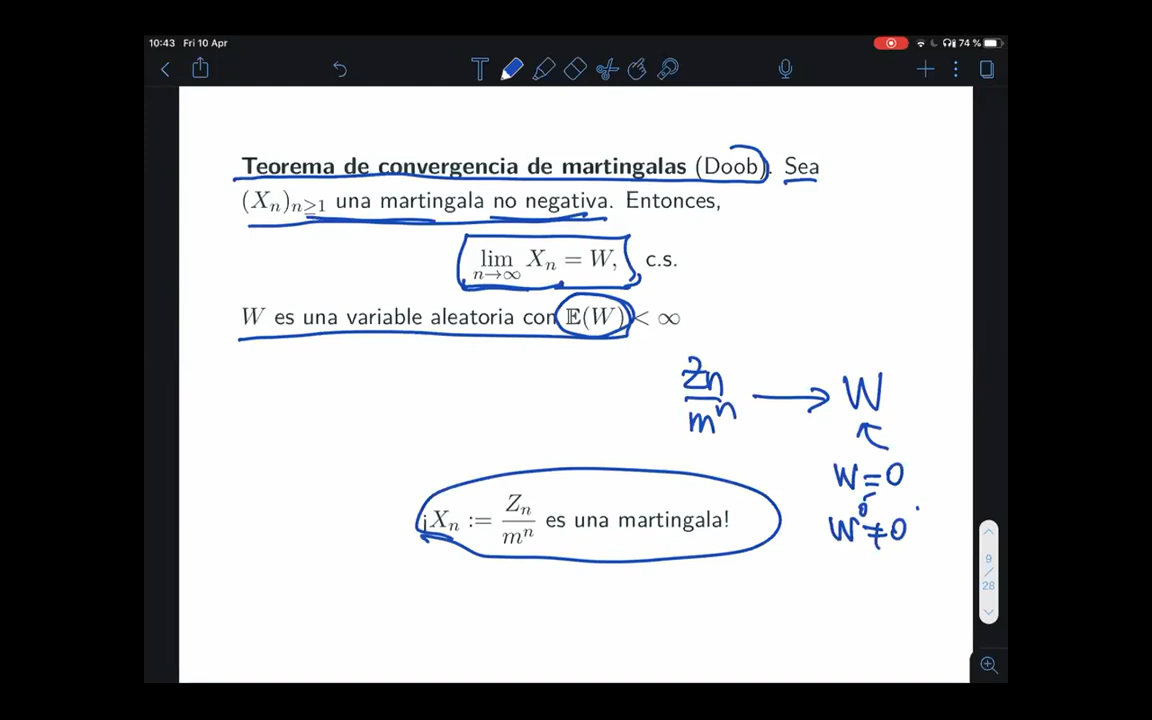 10:43 Fri 10 Apr 74 %
T
Teorema de convergencia de martingalas (Doob). Sea
(Xₙ)ₙ≥₁ una martingala no negativa. Entonces,
lim Xₙ = W, c.s.
n→∞
W es una variable aleatoria con 𝔼(W) < ∞
Zn
mⁿ → W
W = 0
o
W ≠ 0
¡Xₙ := Zₙ/mⁿ es una martingala!
9
/
28